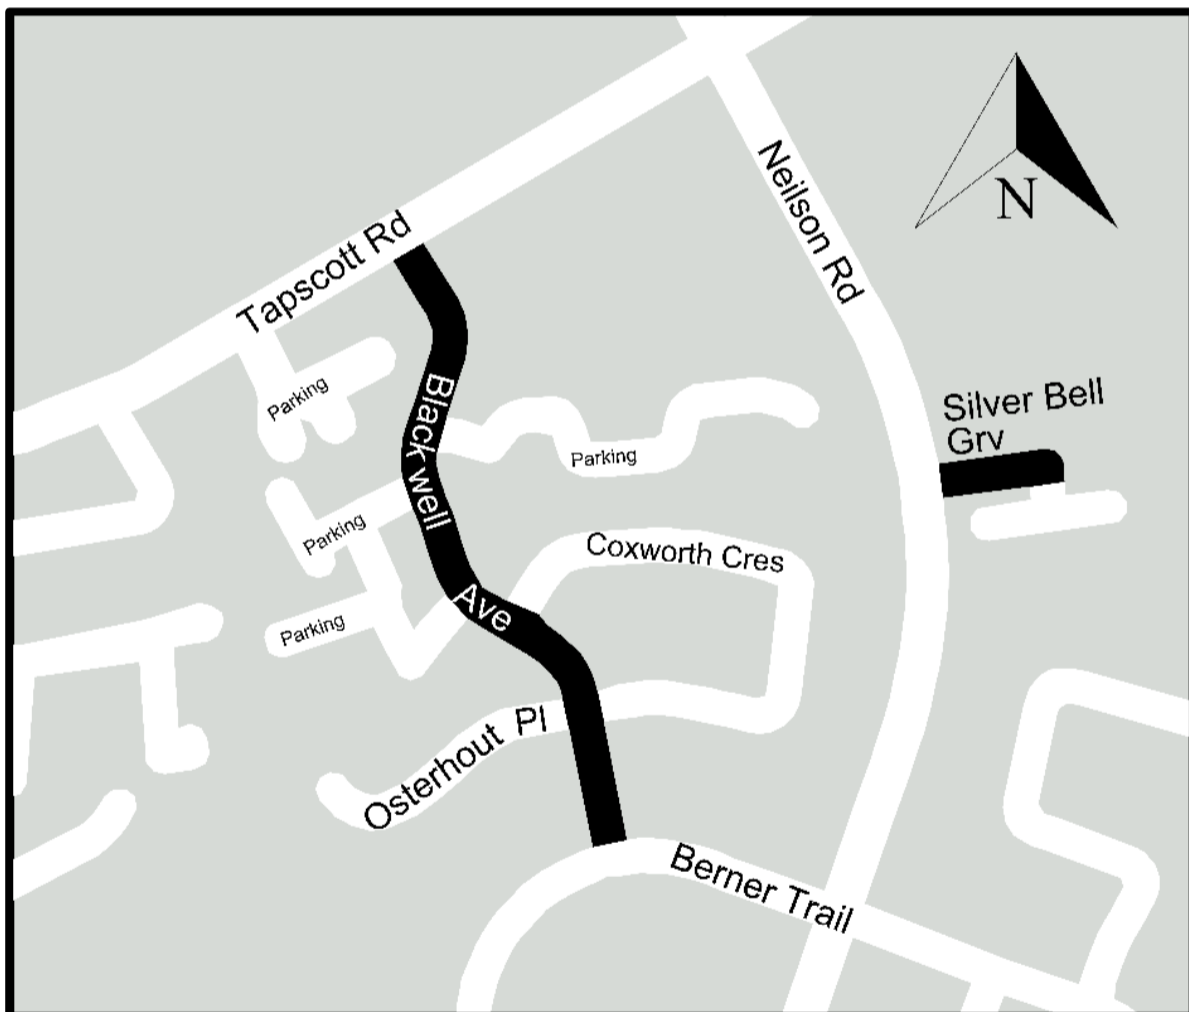 N
Neilson Rd
Tapscott Rd
Silver Bell
Grv
Parking
Black well
Ave
Parking
Parking
Coxworth Cres
Parking
Osterhout Pl
Berner Trail